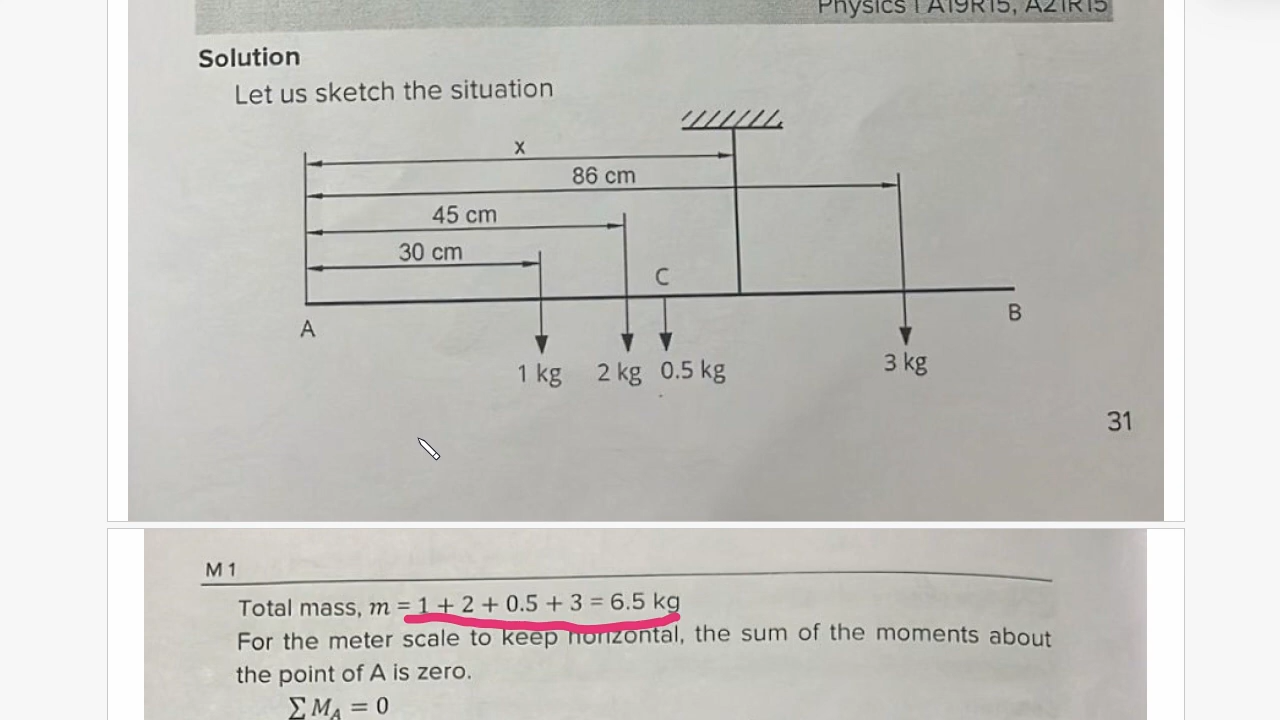 Physics I A19R15, A21R15
Solution
Let us sketch the situation
x
86 cm
45 cm
30 cm
C
A
B
1 kg
2 kg
0.5 kg
3 kg
31
M 1
Total mass, m = 1 + 2 + 0.5 + 3 = 6.5 kg
For the meter scale to keep horizontal, the sum of the moments about
the point of A is zero.
∑ M_A = 0